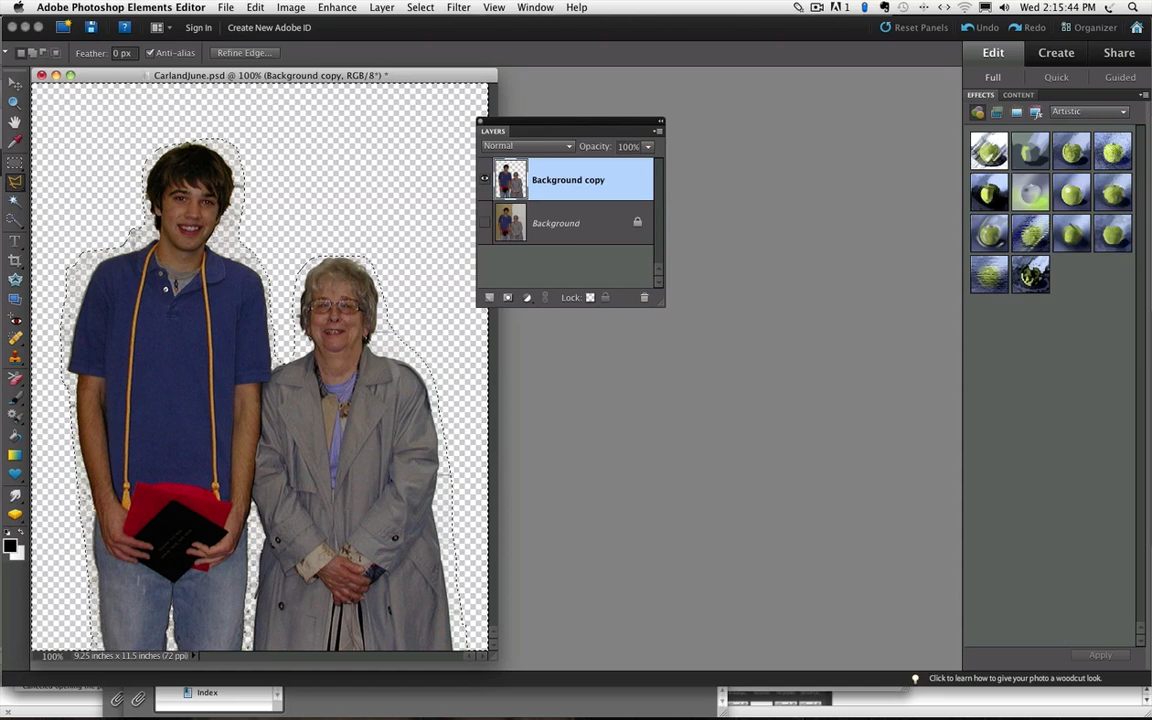 Adobe Photoshop Elements Editor File Edit Image Enhance Layer Select Filter View Window Help 1 Wed 2:15:44 PM
Sign In Create New Adobe ID Reset Panels Undo Redo Organizer
Feather: 0 px Anti-alias Refine Edge... Edit Create Share
CarlandJune.psd @ 100% (Background copy, RGB/8*) * Full Quick Guided
EFFECTS CONTENT
Artistic
LAYERS
Normal Opacity: 100%
Background copy
Background
Lock:
100% 9.25 inches x 11.5 inches (72 ppi) Apply
Click to learn how to give your photo a woodcut look.
Index